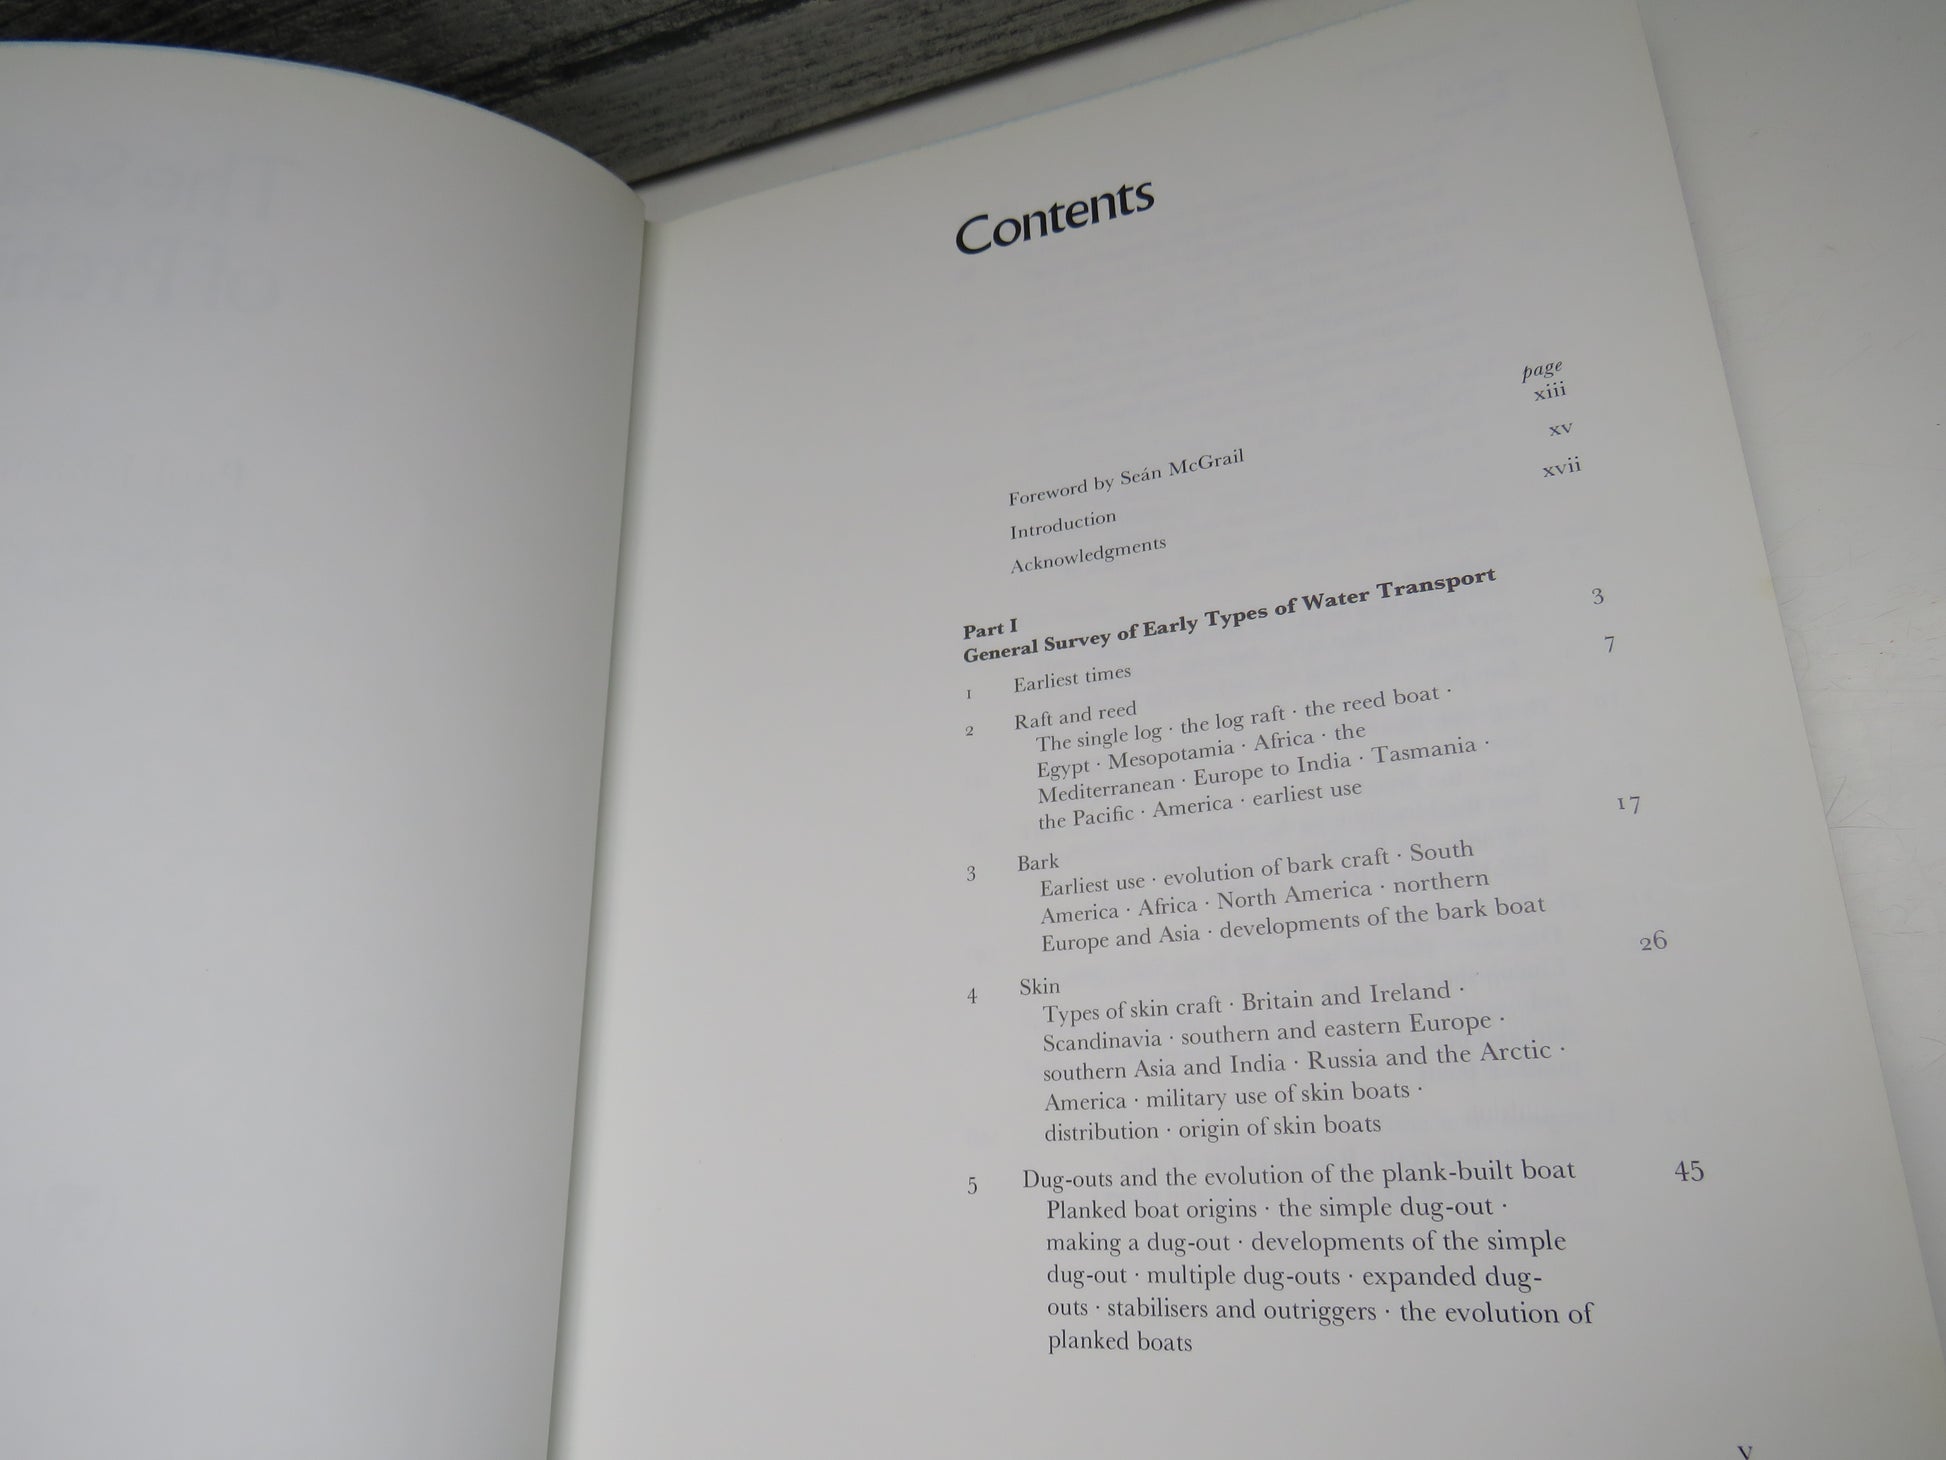 Contents
page
Foreword by Seán McGrail xiii
Introduction xv
Acknowledgments xvii
Part I
General Survey of Early Types of Water Transport
1 Earliest times 3
2 Raft and reed 7
The single log · the log raft · the reed boat ·
Egypt · Mesopotamia · Africa · the
Mediterranean · Europe to India · Tasmania ·
the Pacific · America · earliest use
3 Bark 17
Earliest use · evolution of bark craft · South
America · Africa · North America · northern
Europe and Asia · developments of the bark boat
4 Skin 26
Types of skin craft · Britain and Ireland ·
Scandinavia · southern and eastern Europe ·
southern Asia and India · Russia and the Arctic ·
America · military use of skin boats ·
distribution · origin of skin boats
5 Dug-outs and the evolution of the plank-built boat 45
Planked boat origins · the simple dug-out ·
making a dug-out · developments of the simple
dug-out · multiple dug-outs · expanded dug-
outs · stabilisers and outriggers · the evolution of
planked boats
v